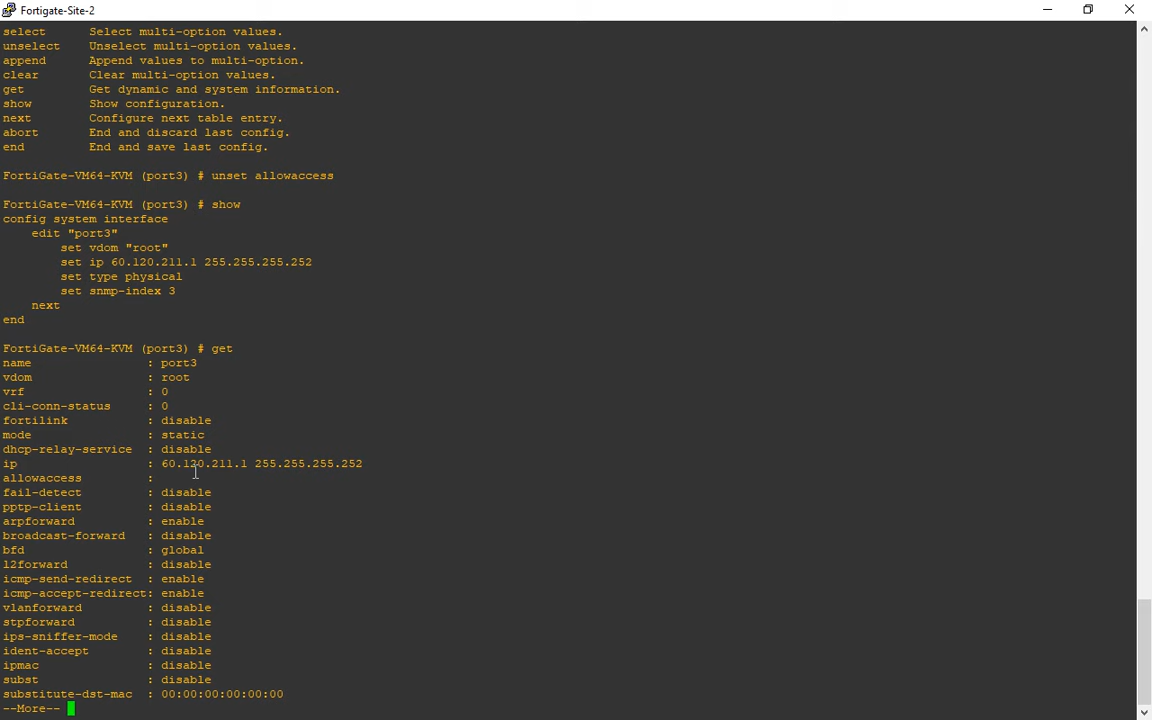 Fortigate-Site-2
select Select multi-option values.
unselect Unselect multi-option values.
append Append values to multi-option.
clear Clear multi-option values.
get Get dynamic and system information.
show Show configuration.
next Configure next table entry.
abort End and discard last config.
end End and save last config.
FortiGate-VM64-KVM (port3) # unset allowaccess
FortiGate-VM64-KVM (port3) # show
config system interface
edit "port3"
set vdom "root"
set ip 60.120.211.1 255.255.255.252
set type physical
set snmp-index 3
next
end
FortiGate-VM64-KVM (port3) # get
name : port3
vdom : root
vrf : 0
cli-conn-status : 0
fortilink : disable
mode : static
dhcp-relay-service : disable
ip : 60.120.211.1 255.255.255.252
allowaccess :
fail-detect : disable
pptp-client : disable
arpforward : enable
broadcast-forward : disable
bfd : global
l2forward : disable
icmp-send-redirect : enable
icmp-accept-redirect: enable
vlanforward : disable
stpforward : disable
ips-sniffer-mode : disable
ident-accept : disable
ipmac : disable
subst : disable
substitute-dst-mac : 00:00:00:00:00:00
--More--